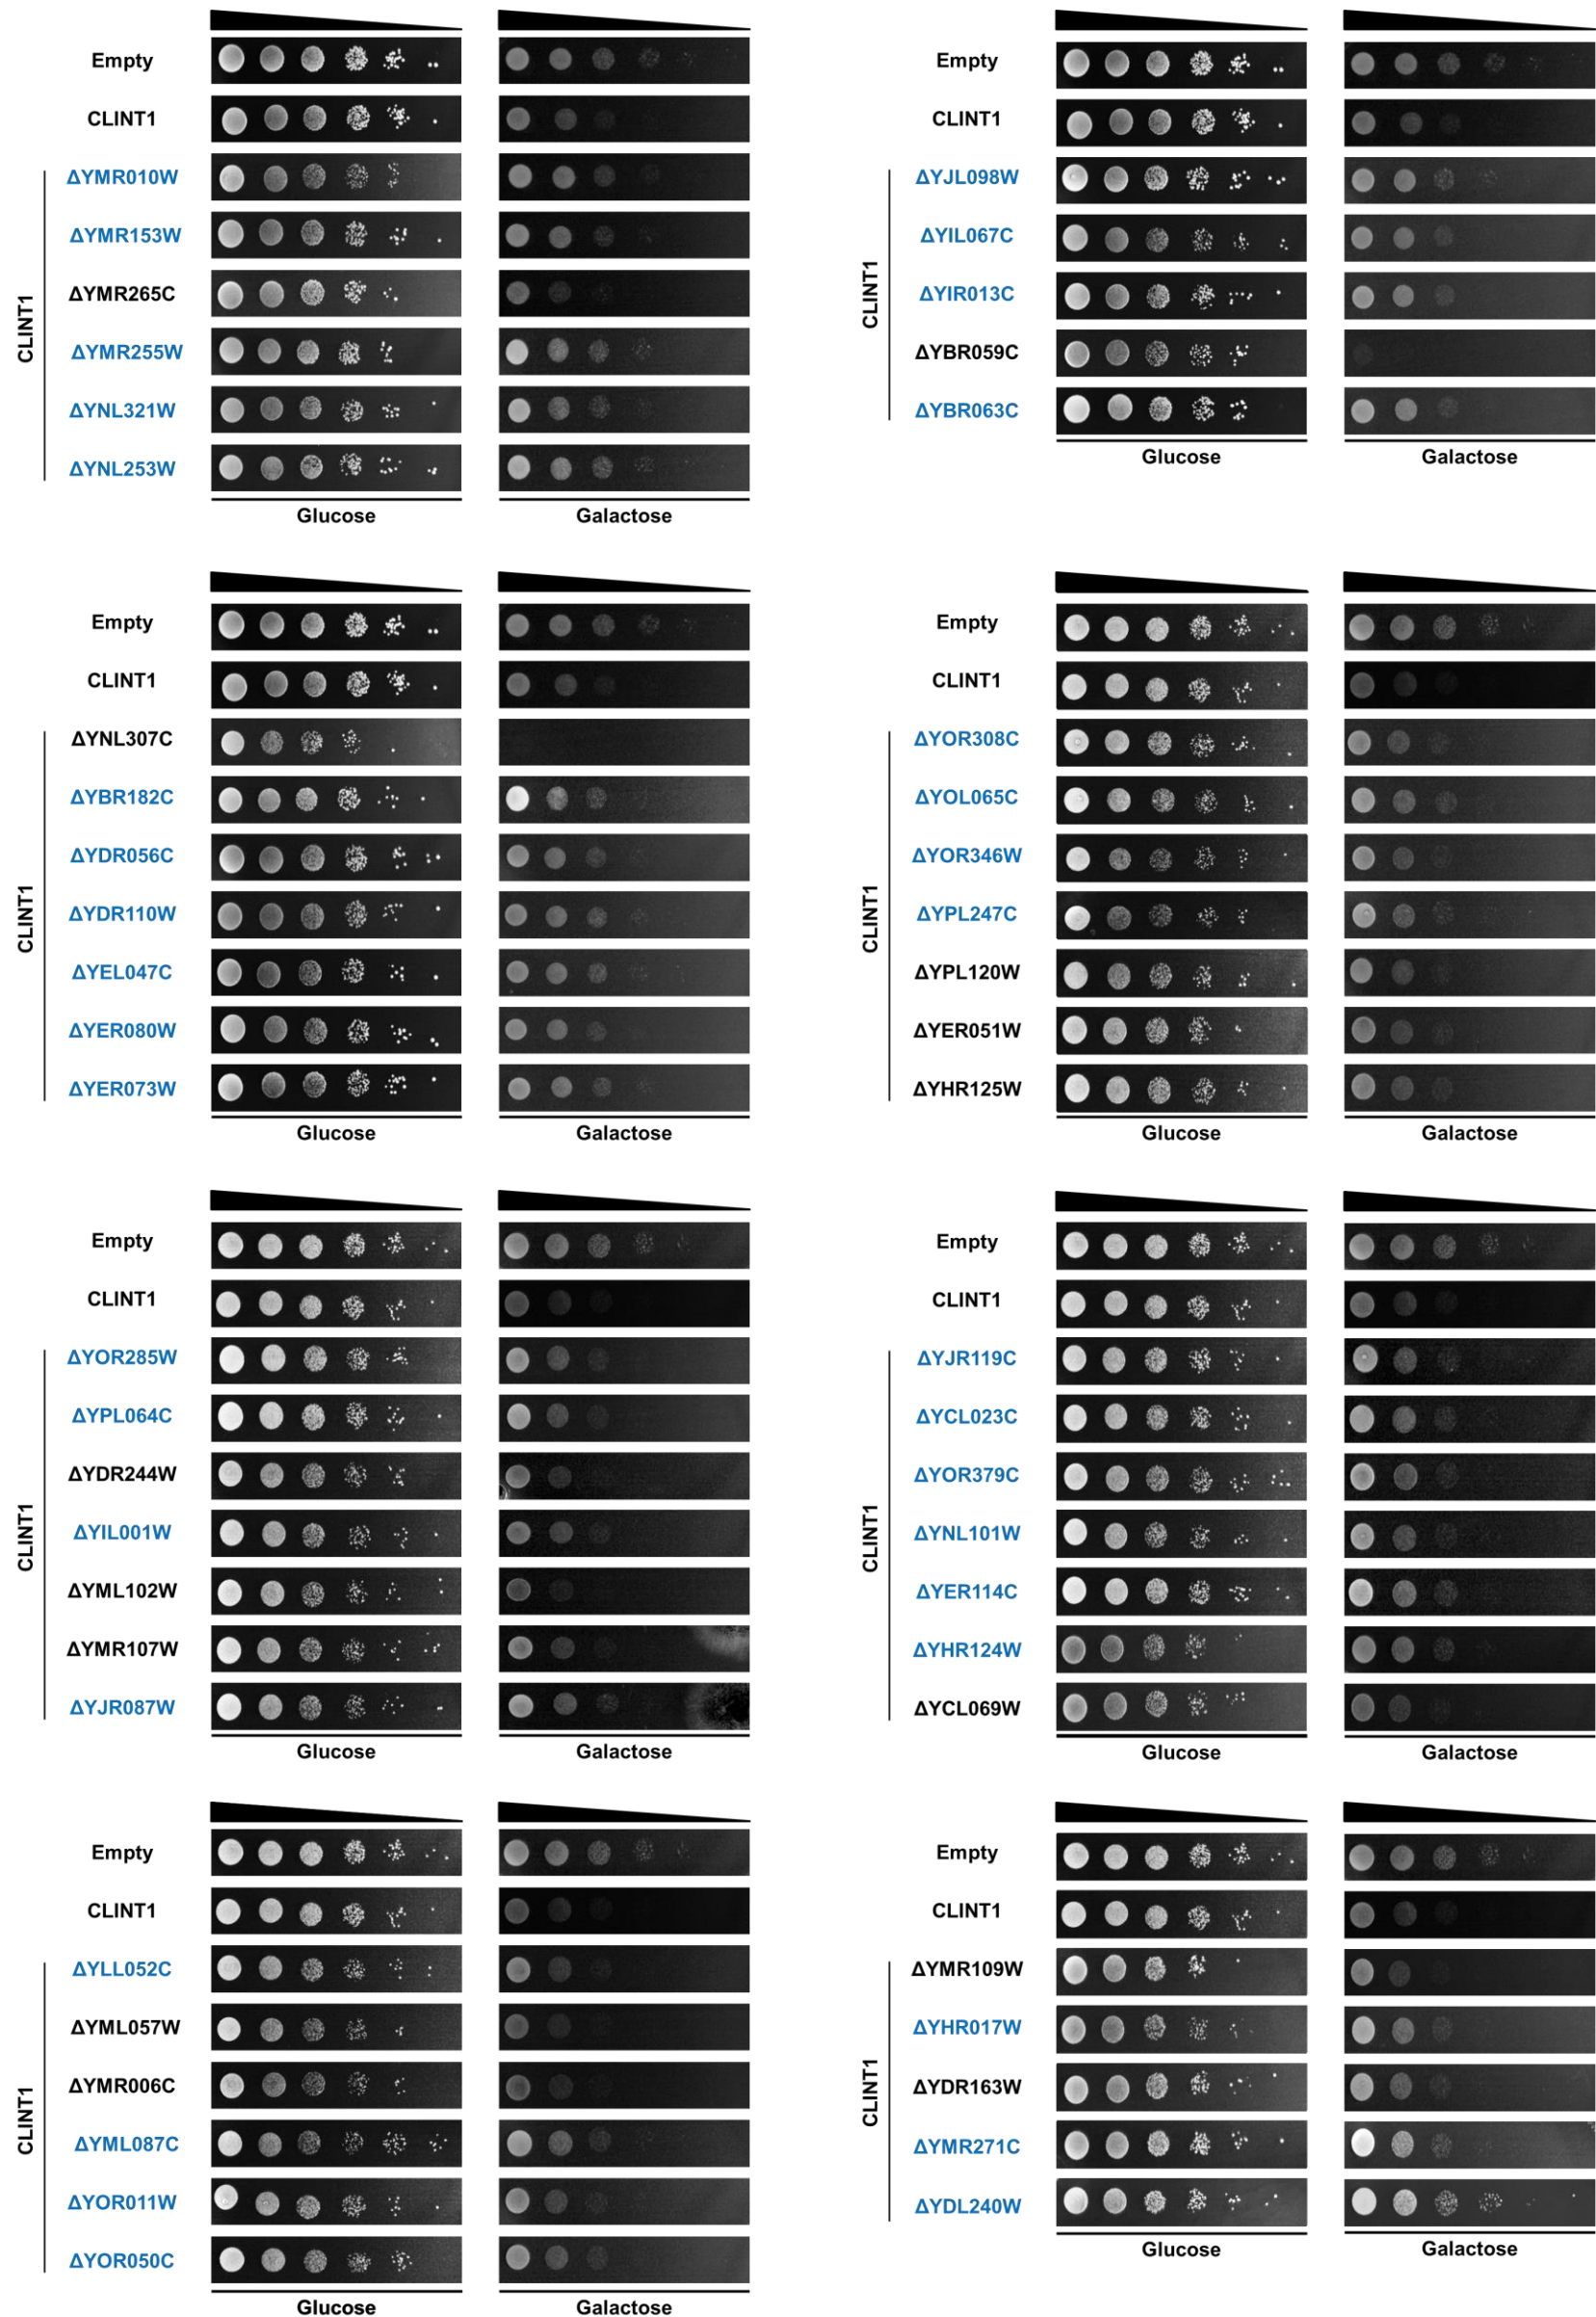 Empty
CLINT1
ΔYMR010W
ΔYMR153W
ΔYMR265C
ΔYMR255W
ΔYNL321W
ΔYNL253W
CLINT1
Glucose
Galactose
Empty
CLINT1
ΔYJL098W
ΔYIL067C
ΔYIR013C
ΔYBR059C
ΔYBR063C
CLINT1
Glucose
Galactose
Empty
CLINT1
ΔYNL307C
ΔYBR182C
ΔYDR056C
ΔYDR110W
ΔYEL047C
ΔYER080W
ΔYER073W
CLINT1
Glucose
Galactose
Empty
CLINT1
ΔYOR308C
ΔYOL065C
ΔYOR346W
ΔYPL247C
ΔYPL120W
ΔYER051W
ΔYHR125W
CLINT1
Glucose
Galactose
Empty
CLINT1
ΔYOR285W
ΔYPL064C
ΔYDR244W
ΔYIL001W
ΔYML102W
ΔYMR107W
ΔYJR087W
CLINT1
Glucose
Galactose
Empty
CLINT1
ΔYJR119C
ΔYCL023C
ΔYOR379C
ΔYNL101W
ΔYER114C
ΔYHR124W
ΔYCL069W
CLINT1
Glucose
Galactose
Empty
CLINT1
ΔYLL052C
ΔYML057W
ΔYMR006C
ΔYML087C
ΔYOR011W
ΔYOR050C
CLINT1
Glucose
Galactose
Empty
CLINT1
ΔYMR109W
ΔYHR017W
ΔYDR163W
ΔYMR271C
ΔYDL240W
CLINT1
Glucose
Galactose